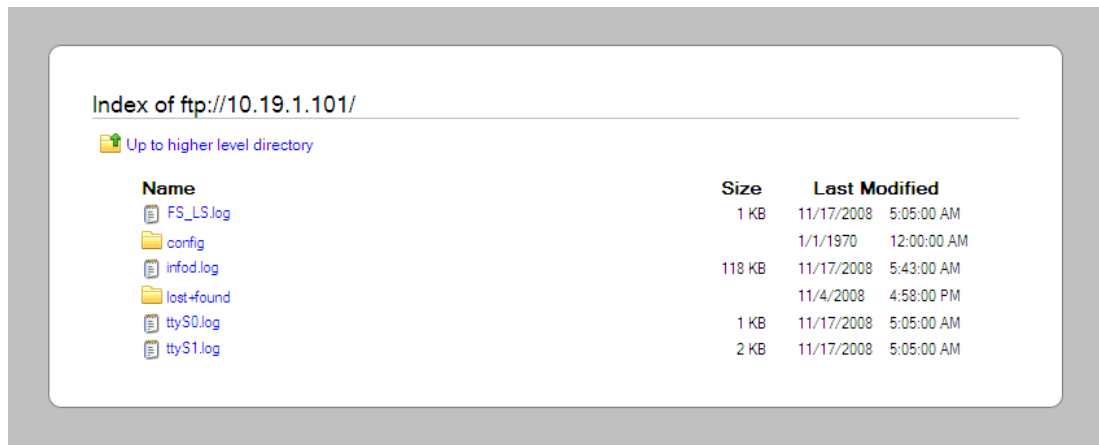 Index of ftp://10.19.1.101/
Up to higher level directory
Name Size Last Modified
FS_LS.log 1 KB 11/17/2008 5:05:00 AM
config 1/1/1970 12:00:00 AM
infod.log 118 KB 11/17/2008 5:43:00 AM
lost+found 11/4/2008 4:58:00 PM
ttyS0.log 1 KB 11/17/2008 5:05:00 AM
ttyS1.log 2 KB 11/17/2008 5:05:00 AM